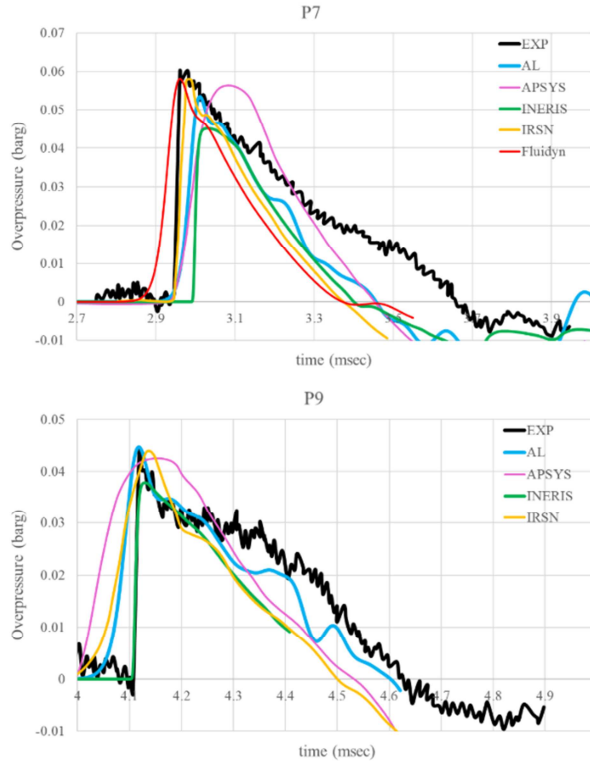 P7
0.07
0.06
0.05
0.04
0.03
0.02
0.01
0
-0.01
Overpressure (barg)
EXP
AL
APSYS
INERIS
IRSN
Fluidyn
2.7 2.9 3.1 3.3 3.5 3.7 3.9
time (msec)
P9
0.05
0.04
0.03
0.02
0.01
0
-0.01
Overpressure (barg)
EXP
AL
APSYS
INERIS
IRSN
4 4.1 4.2 4.3 4.4 4.5 4.6 4.7 4.8 4.9
time (msec)